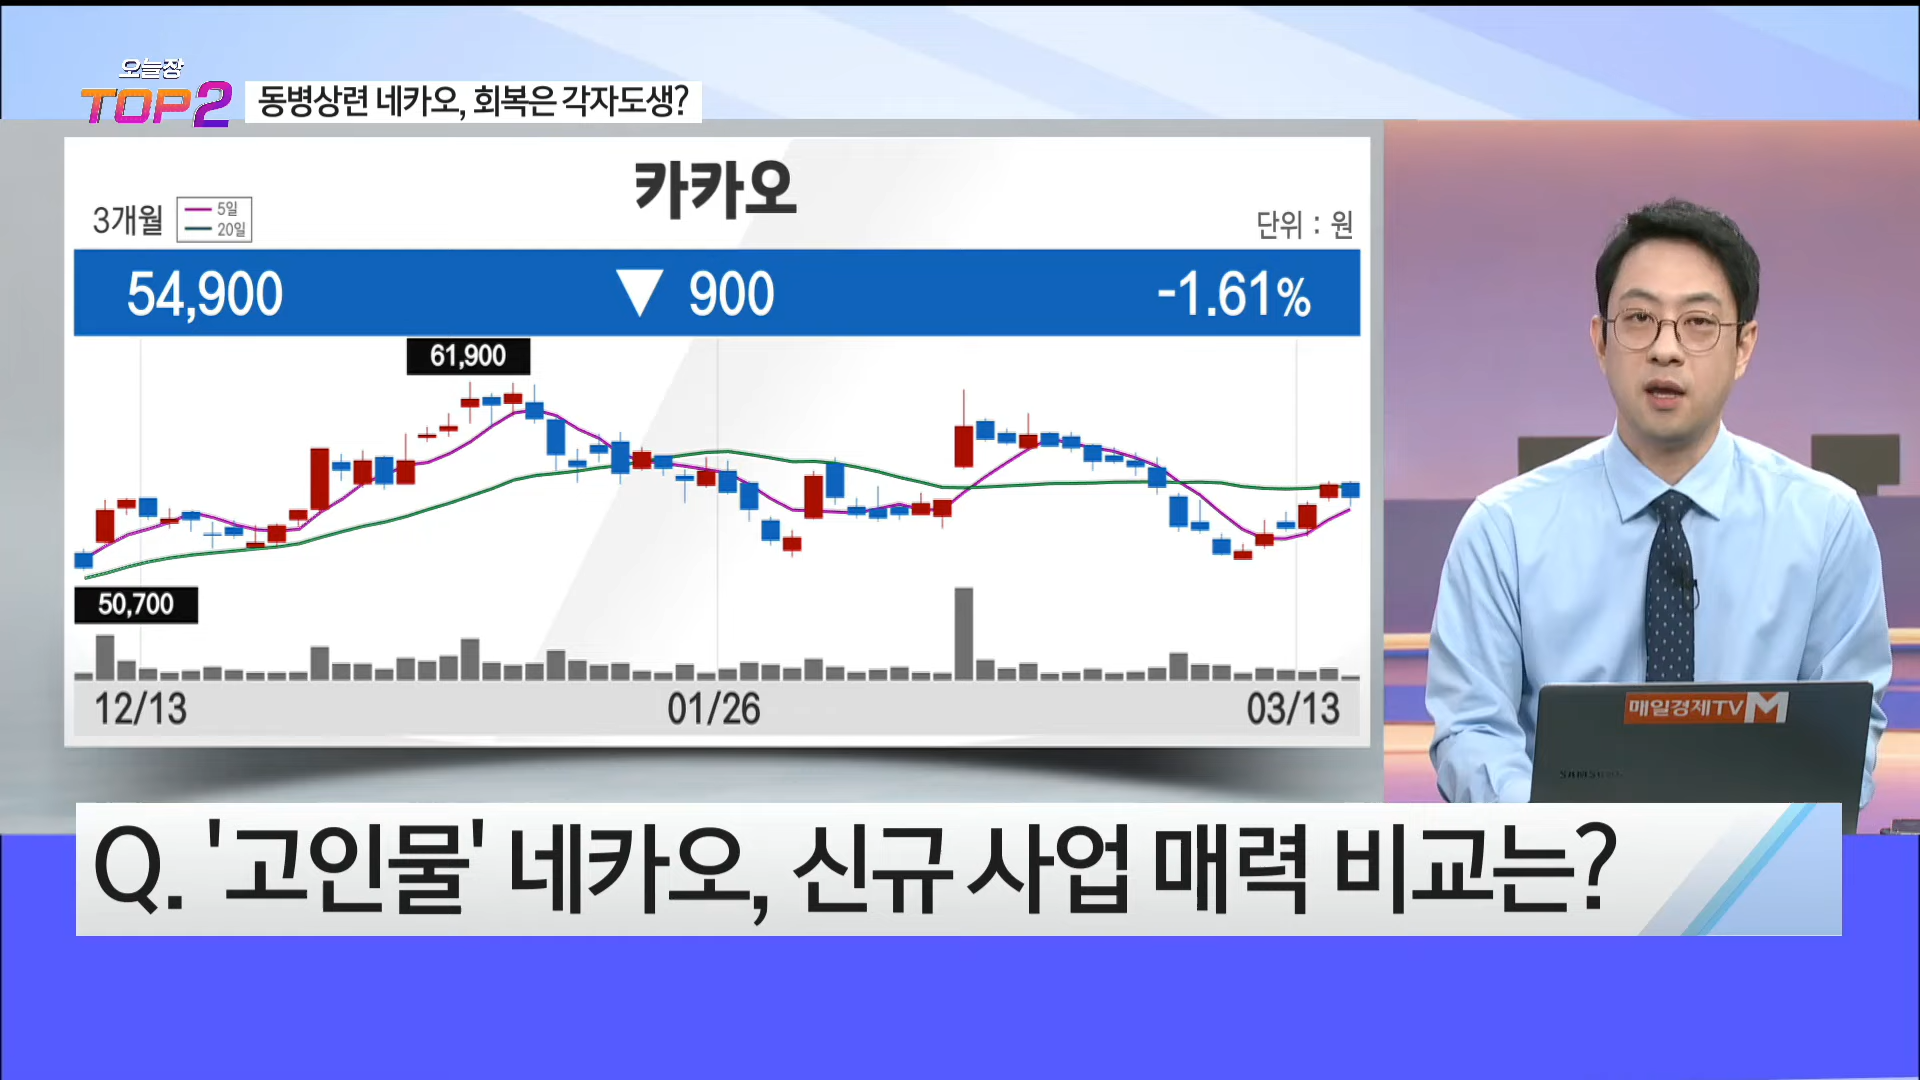 오늘장
TOP2
동병상련 네카오, 회복은 각자도생?
카카오
3개월
5일
20일
단위 : 원
54,900 ▼ 900 -1.61%
61,900
50,700
12/13 01/26 03/13
매일경제TV M
SAMSUNG
Q. '고인물' 네카오, 신규 사업 매력 비교는?